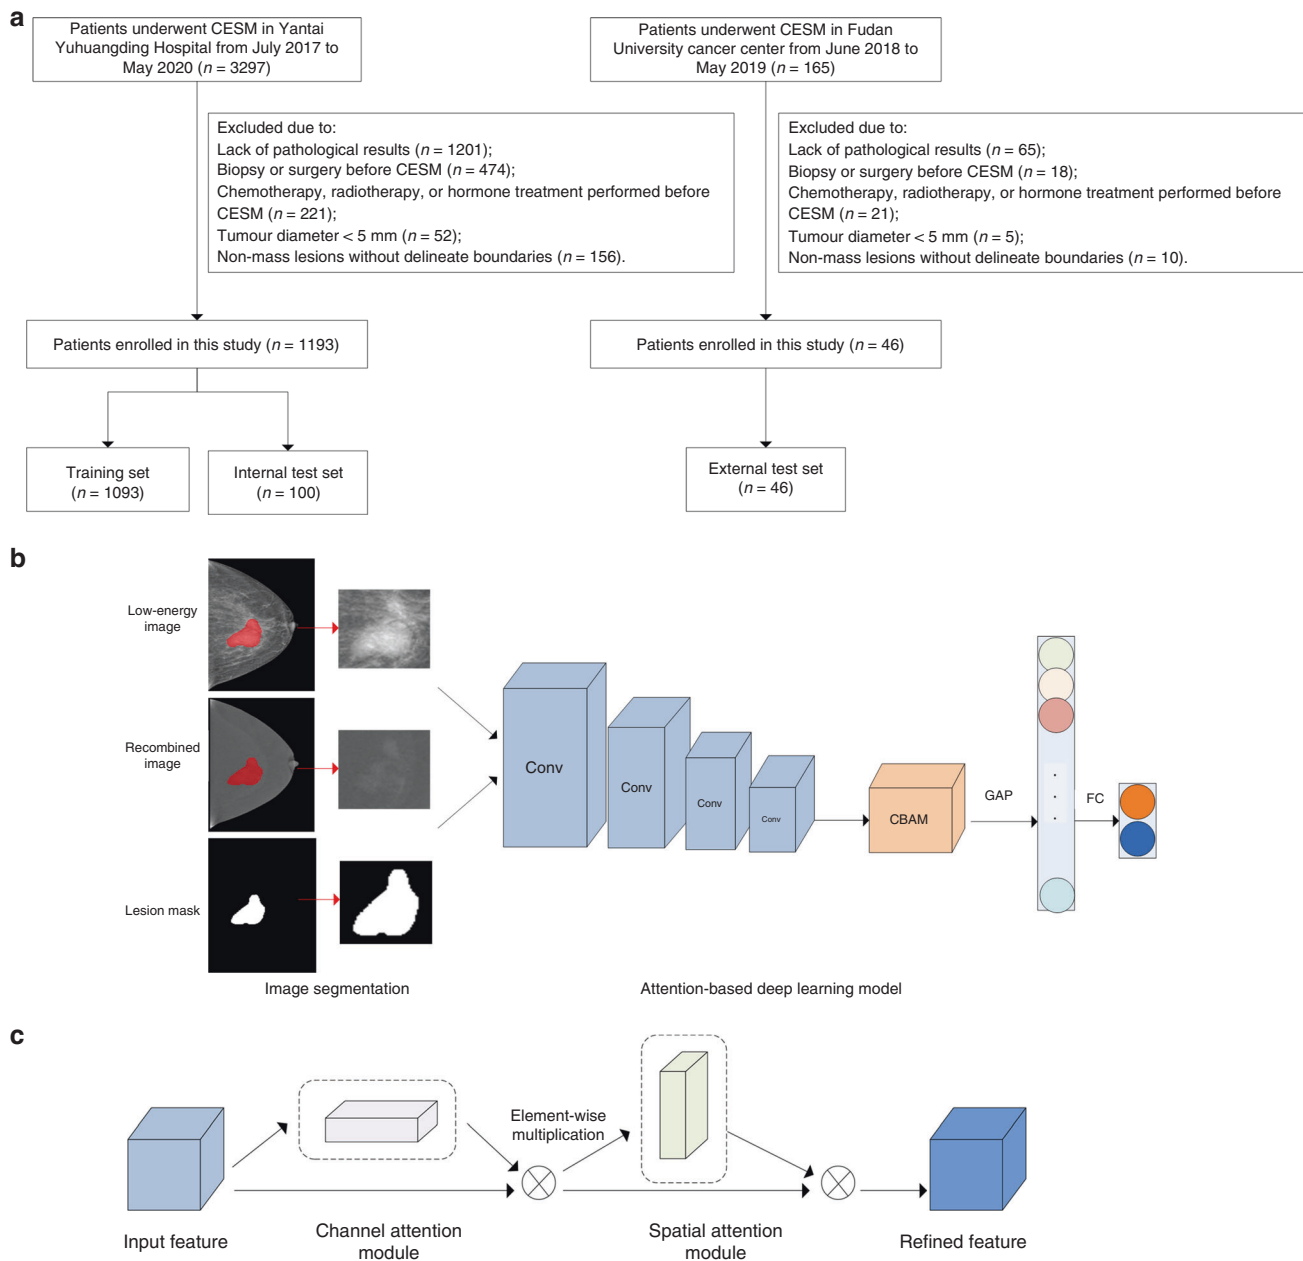 a
Patients underwent CESM in Yantai
Yuhuangding Hospital from July 2017 to
May 2020 (n = 3297)
Patients underwent CESM in Fudan
University cancer center from June 2018 to
May 2019 (n = 165)
Excluded due to:
Lack of pathological results (n = 1201);
Biopsy or surgery before CESM (n = 474);
Chemotherapy, radiotherapy, or hormone treatment performed before
CESM (n = 221);
Tumour diameter < 5 mm (n = 52);
Non-mass lesions without delineate boundaries (n = 156).
Excluded due to:
Lack of pathological results (n = 65);
Biopsy or surgery before CESM (n = 18);
Chemotherapy, radiotherapy, or hormone treatment performed before
CESM (n = 21);
Tumour diameter < 5 mm (n = 5);
Non-mass lesions without delineate boundaries (n = 10).
Patients enrolled in this study (n = 1193)
Patients enrolled in this study (n = 46)
Training set
(n = 1093)
Internal test set
(n = 100)
External test set
(n = 46)
b
Low-energy
image
Recombined
image
Lesion mask
Conv
Conv
Conv
Conv
CBAM
GAP
FC
Image segmentation
Attention-based deep learning model
c
Element-wise
multiplication
Input feature
Channel attention
module
Spatial attention
module
Refined feature